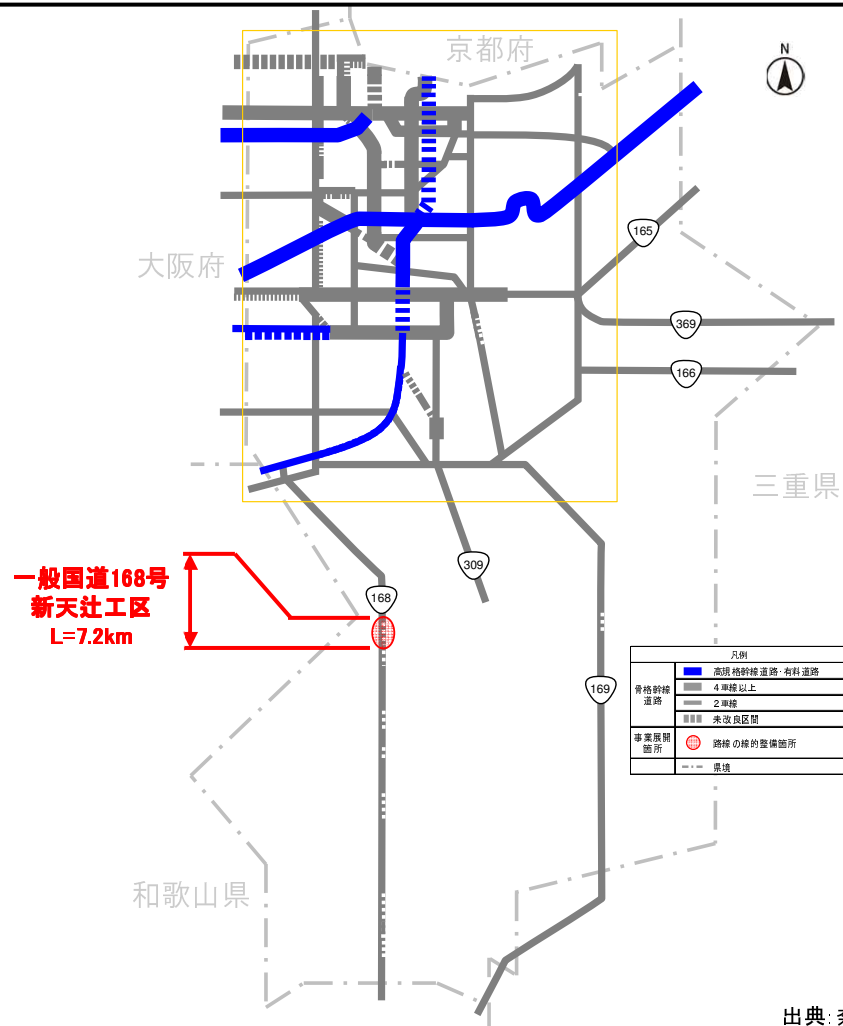 京都府
N
大阪府
165
369
166
三重県
一般国道168号
新天辻工区
L=7.2km
309
168
169
凡例
骨格幹線
道路
高規格幹線道路・有料道路
4車線以上
2車線
未改良区間
事業展開
箇所
路線の線的整備箇所
県境
和歌山県
出典: